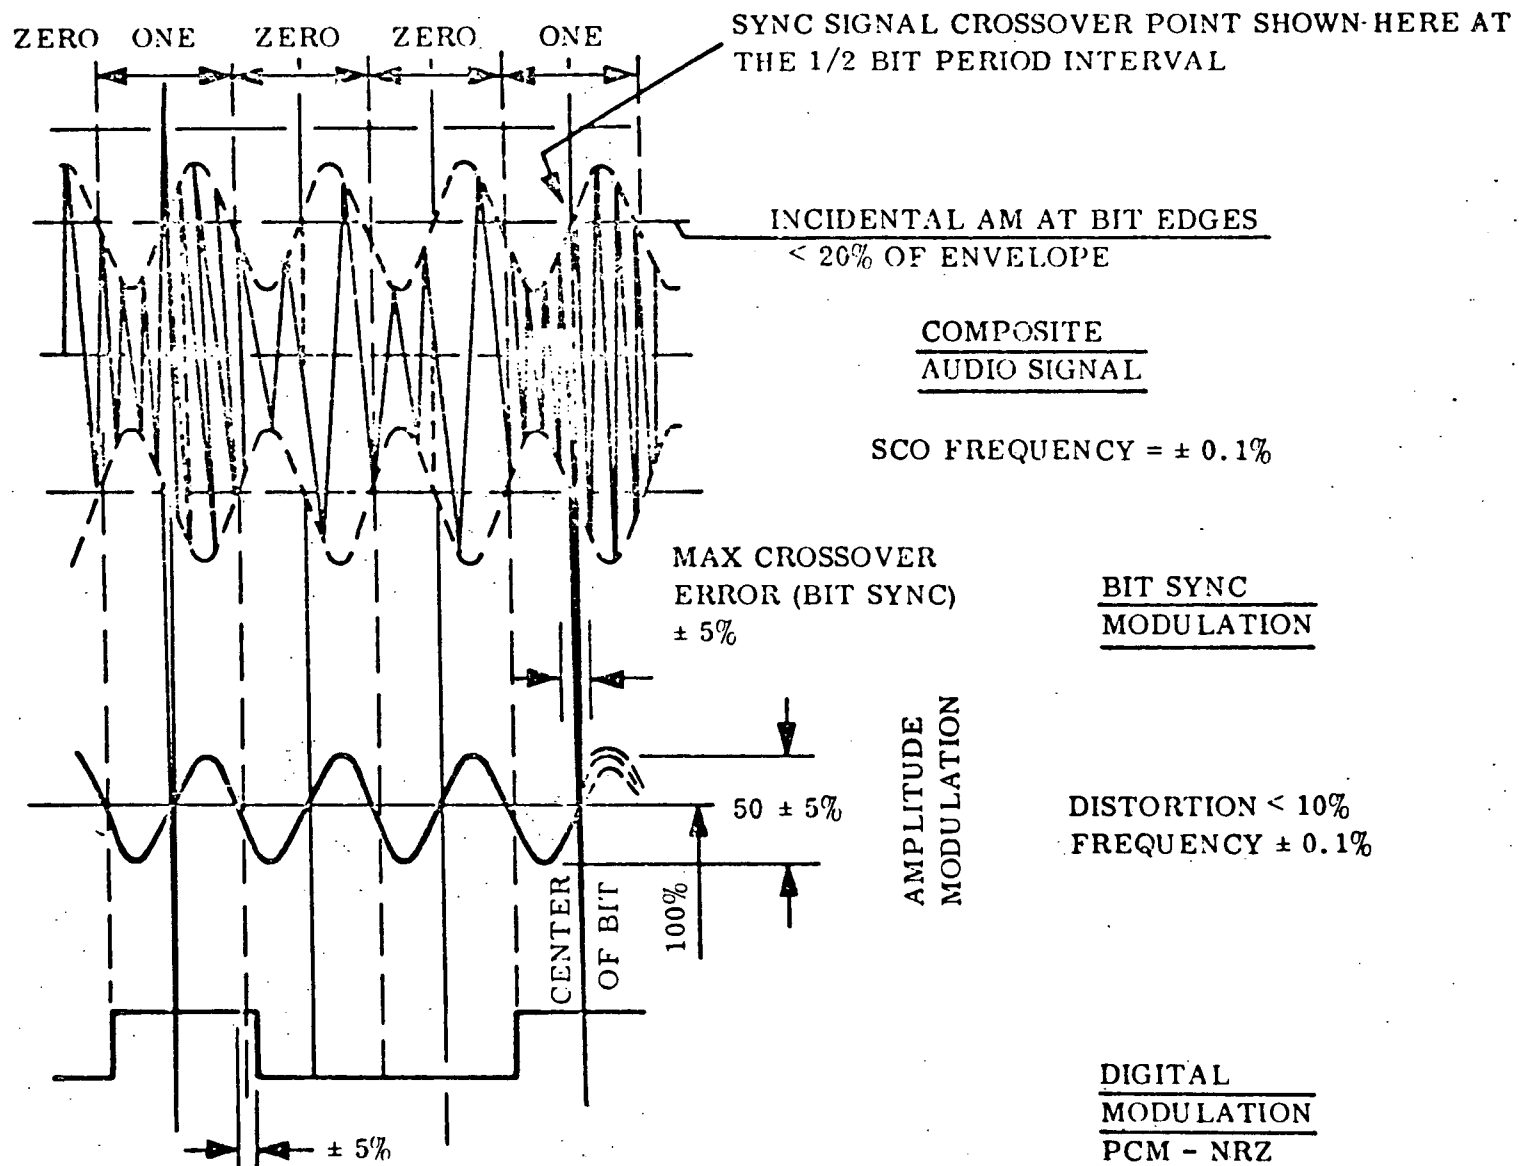 ZERO ONE ZERO ZERO ONE
SYNC SIGNAL CROSSOVER POINT SHOWN-HERE AT
THE 1/2 BIT PERIOD INTERVAL
INCIDENTAL AM AT BIT EDGES
< 20% OF ENVELOPE
COMPOSITE
AUDIO SIGNAL
SCO FREQUENCY = ± 0.1%
MAX CROSSOVER
ERROR (BIT SYNC)
± 5%
BIT SYNC
MODULATION
AMPLITUDE
MODULATION
50 ± 5%
DISTORTION < 10%
FREQUENCY ± 0.1%
100%
CENTER
OF BIT
DIGITAL
MODULATION
PCM - NRZ
± 5%